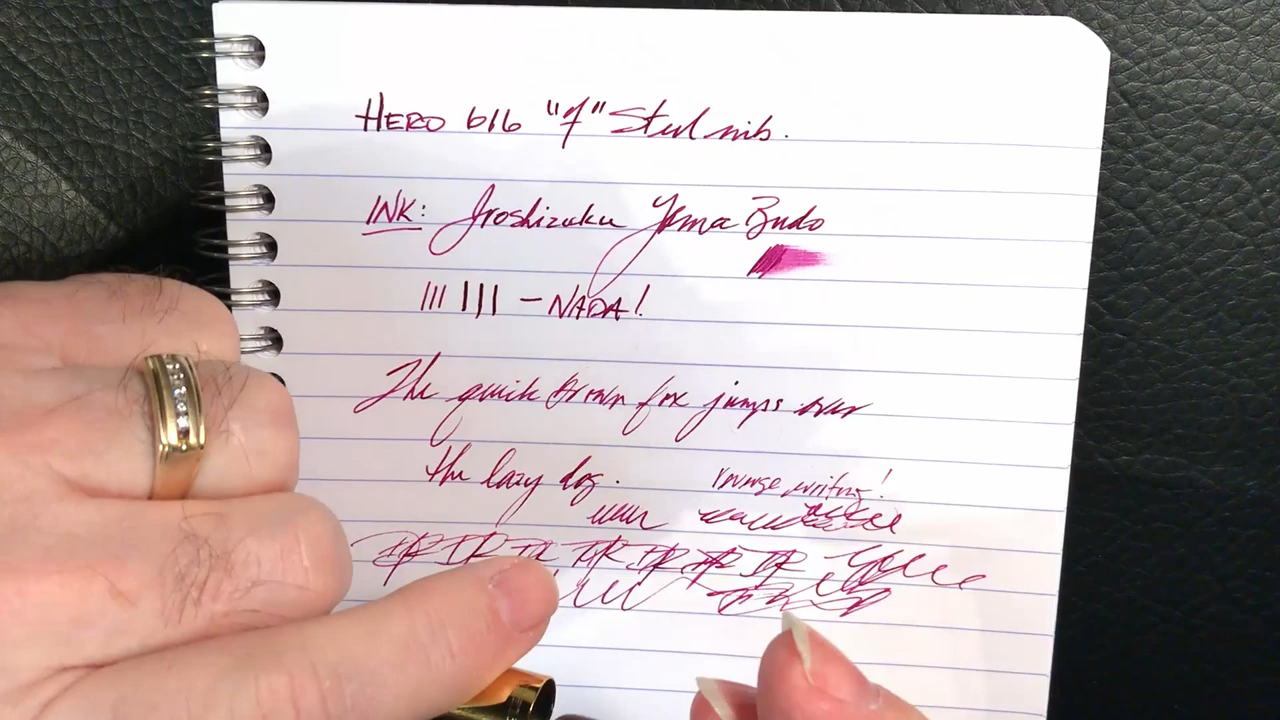 HERO 616 "f" Steel nib.
INK: Iroshizuku Yama Budo
– NADA!
The quick brown fox jumps over
the lazy dog.
reverse writing!